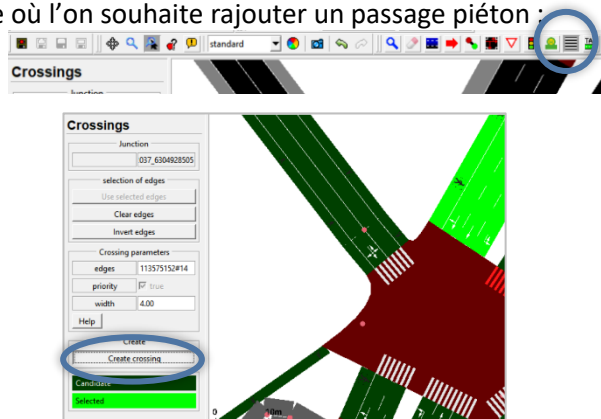 e où l'on souhaite rajouter un passage piéton :
standard
Crossings
Junction
Crossings
Junction
037_6304928505
selection of edges
Use selected edges
Clear edges
Invert edges
Crossing parameters
edges 113575152#14
priority true
width 4.00
Help
Create
Create crossing
Candidate
Selected
0 10m